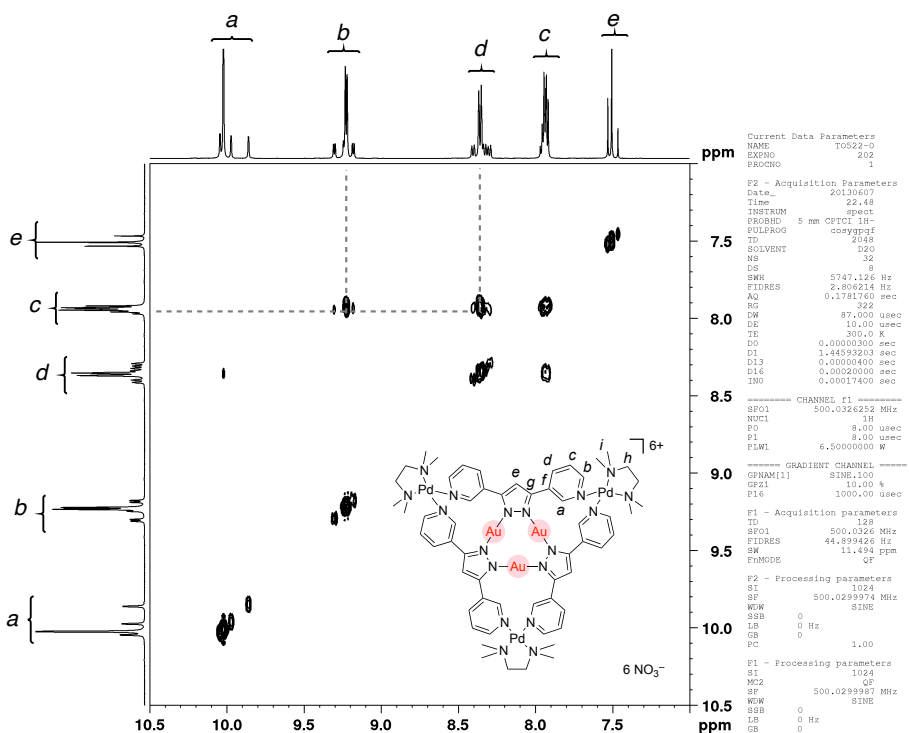 a
b
d
c
e
ppm
e
c
d
b
a
7.5
8.0
8.5
9.0
9.5
10.0
10.5
ppm
10.5 10.0 9.5 9.0 8.5 8.0 7.5
6+
i
h
N
N
Pd
N
N
d
c
b
e
g
f
a
N
N
N
N
Pd
N
N
Au
Au
N
N
N
Au
N
N
N
N
N
Pd
N
N
6 NO₃⁻
Current Data Parameters
NAME TO522-0
EXPNO 202
PROCNO 1
F2 - Acquisition Parameters
Date_ 20130607
Time 22.48
INSTRUM spect
PROBHD 5 mm CPTCI 1H-
PULPROG cosygpqf
TD 2048
SOLVENT D2O
NS 32
DS 8
SWH 5747.126 Hz
FIDRES 2.806214 Hz
AQ 0.1781760 sec
RG 322
DW 87.000 usec
DE 10.00 usec
TE 300.0 K
D0 0.00000300 sec
D1 1.44593203 sec
D13 0.00000400 sec
D16 0.00020000 sec
IN0 0.00017400 sec
======== CHANNEL f1 ========
SFO1 500.0326252 MHz
NUC1 1H
P0 8.00 usec
P1 8.00 usec
PLW1 6.50000000 W
====== GRADIENT CHANNEL =====
GPNAM[1] SINE.100
GPZ1 10.00 %
P16 1000.00 usec
F1 - Acquisition parameters
TD 128
SFO1 500.0326 MHz
FIDRES 44.899426 Hz
SW 11.494 ppm
FnMODE QF
F2 - Processing parameters
SI 1024
SF 500.0299974 MHz
WDW SINE
SSB 0
LB 0 Hz
GB 0
PC 1.00
F1 - Processing parameters
SI 1024
MC2 QF
SF 500.0299987 MHz
WDW SINE
SSB 0
LB 0 Hz
GB 0